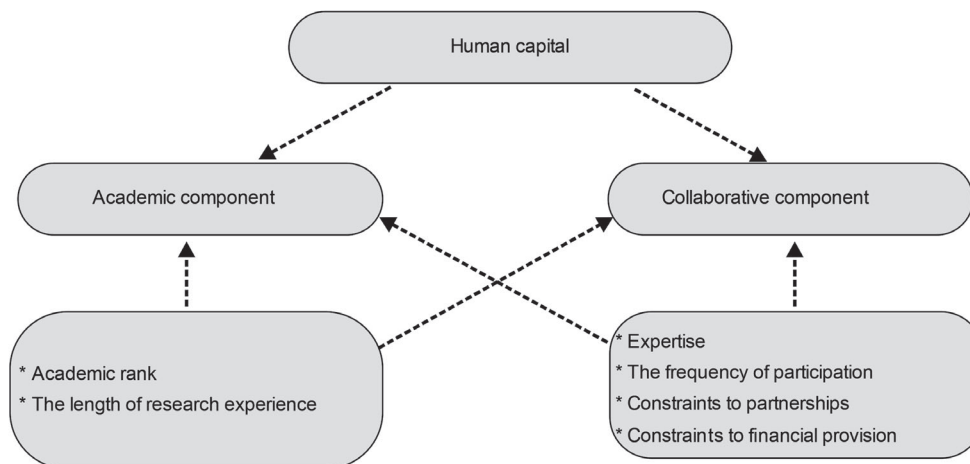 Human capital
Academic component
Collaborative component
* Academic rank
* The length of research experience
* Expertise
* The frequency of participation
* Constraints to partnerships
* Constraints to financial provision